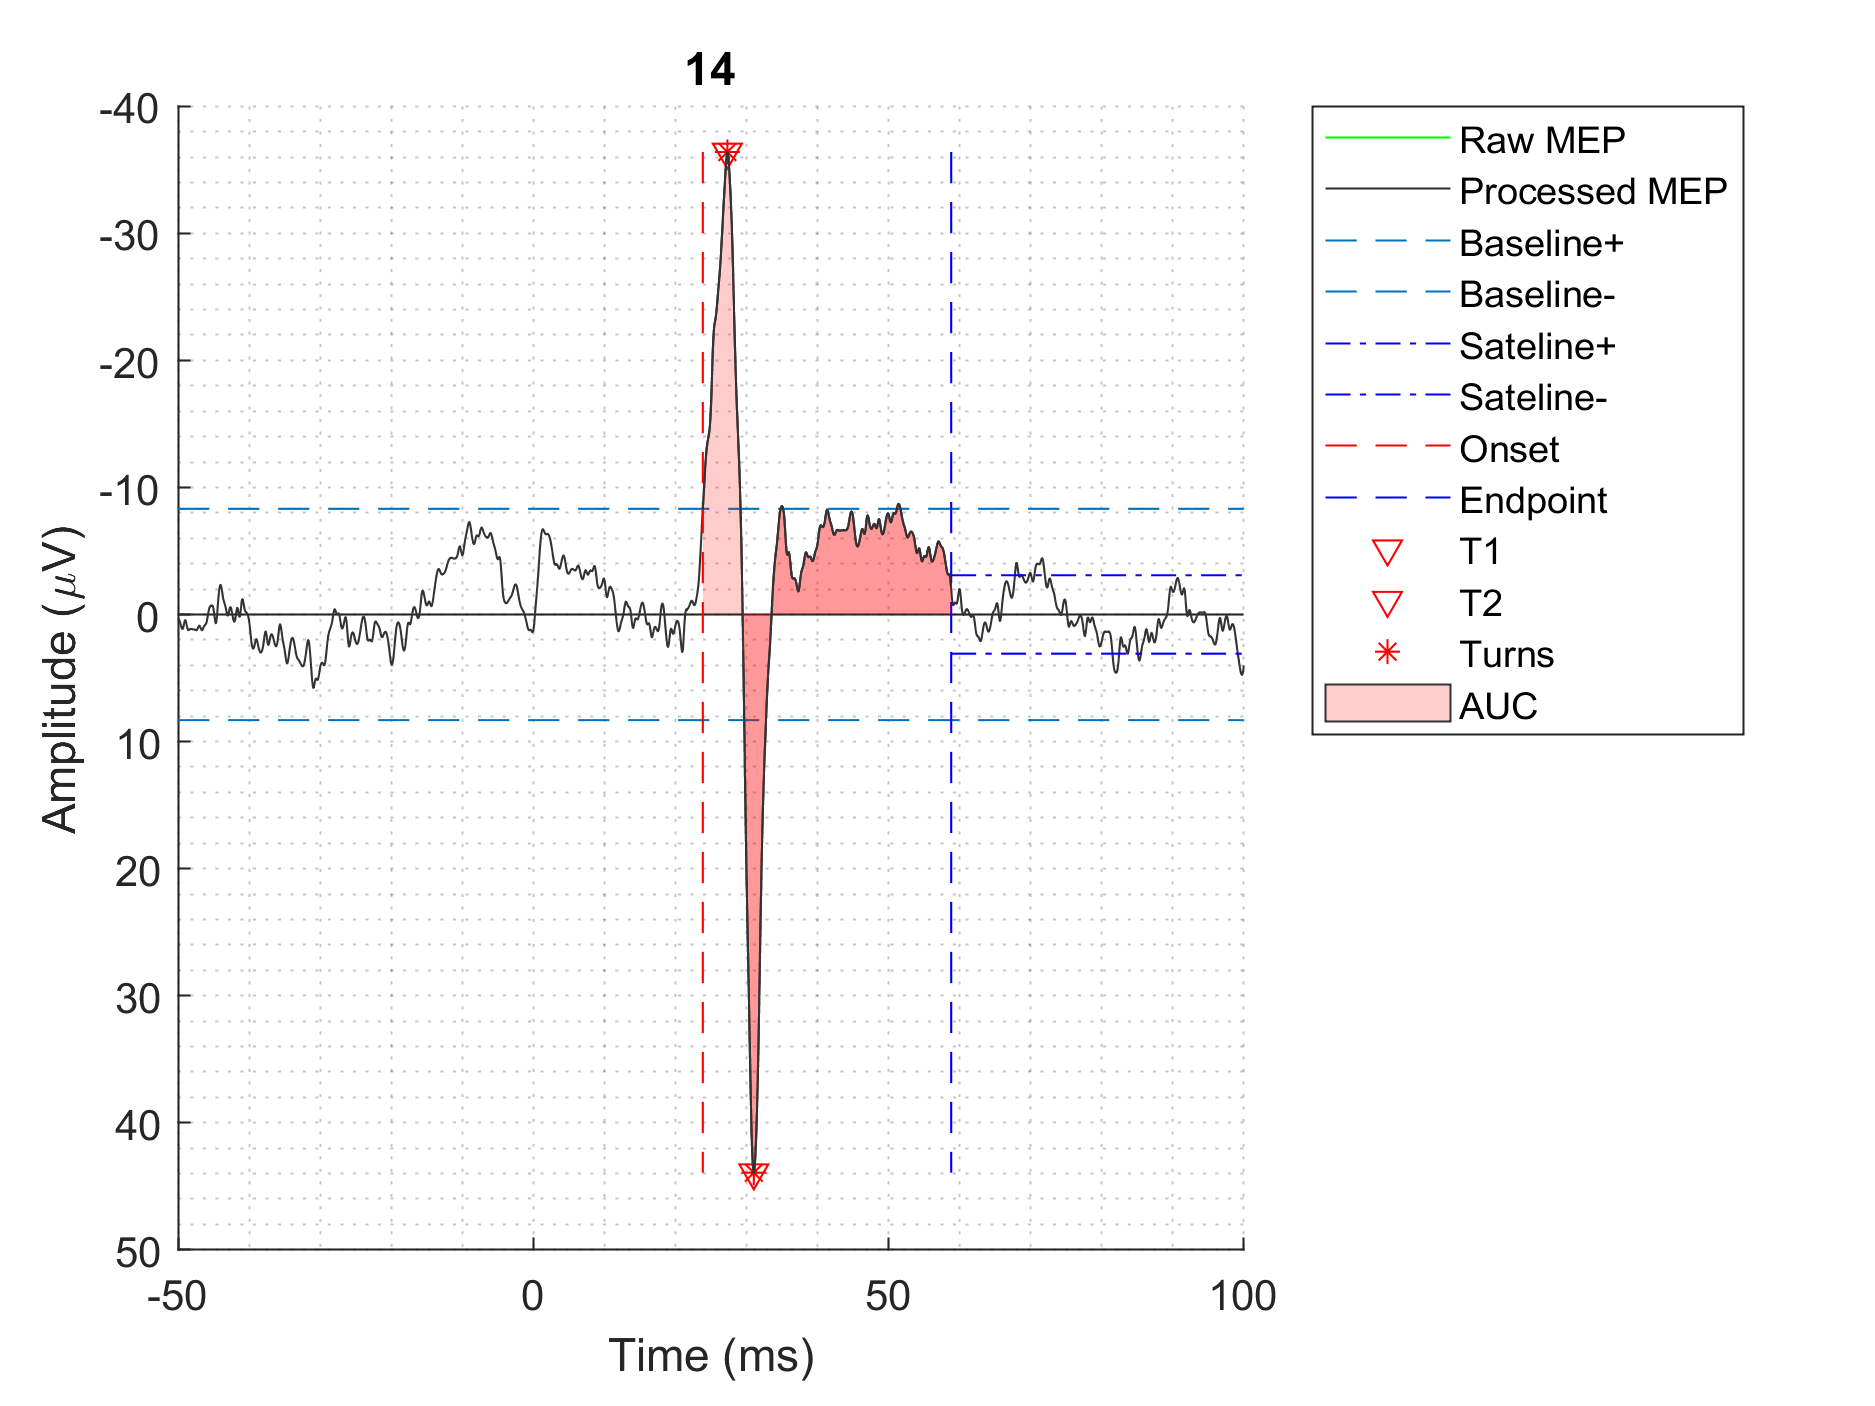 14
-40
-30
-20
-10
0
10
20
30
40
50
-50
0
50
100
Amplitude (μV)
Time (ms)
Raw MEP
Processed MEP
Baseline+
Baseline-
Sateline+
Sateline-
Onset
Endpoint
T1
T2
Turns
AUC